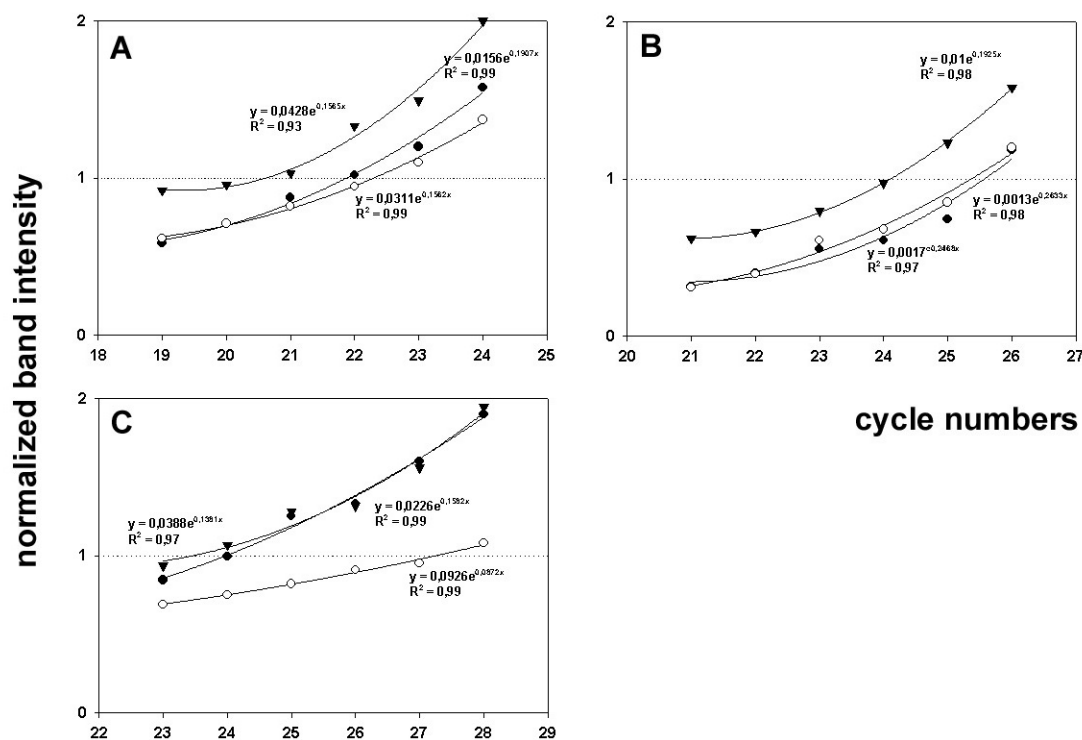 normalized band intensity
A
2
1
0
18 19 20 21 22 23 24 25
y = 0,0428e^0,1565x
R² = 0,93
y = 0,0156e^0,1907x
R² = 0,99
y = 0,0311e^0,1562x
R² = 0,99
B
2
1
0
20 21 22 23 24 25 26 27
y = 0,01e^0,1925x
R² = 0,98
y = 0,0013e^0,2633x
R² = 0,98
y = 0,0017e^0,2468x
R² = 0,97
C
2
1
0
22 23 24 25 26 27 28 29
y = 0,0388e^0,1381x
R² = 0,97
y = 0,0226e^0,1582x
R² = 0,99
y = 0,0926e^0,0872x
R² = 0,99
cycle numbers